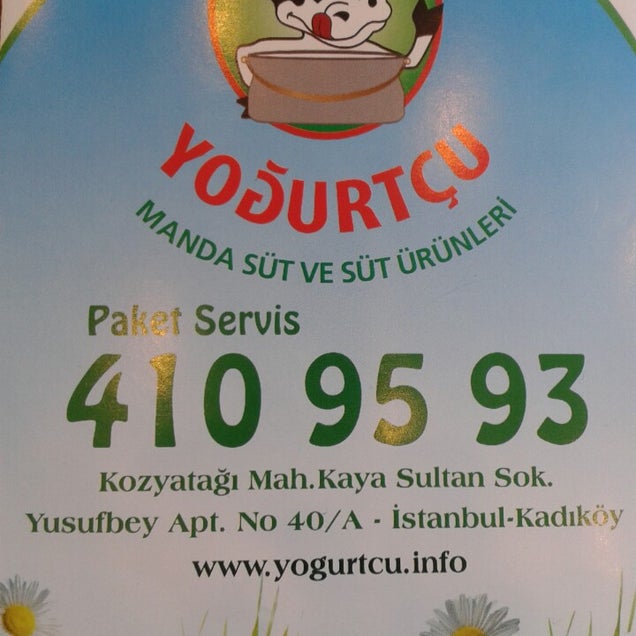 YOĞURTÇU
MANDA SÜT VE SÜT ÜRÜNLERİ
Paket Servis
410 95 93
Kozyatağı Mah.Kaya Sultan Sok.
Yusufbey Apt. No 40/A - İstanbul-Kadıköy
www.yogurtcu.info